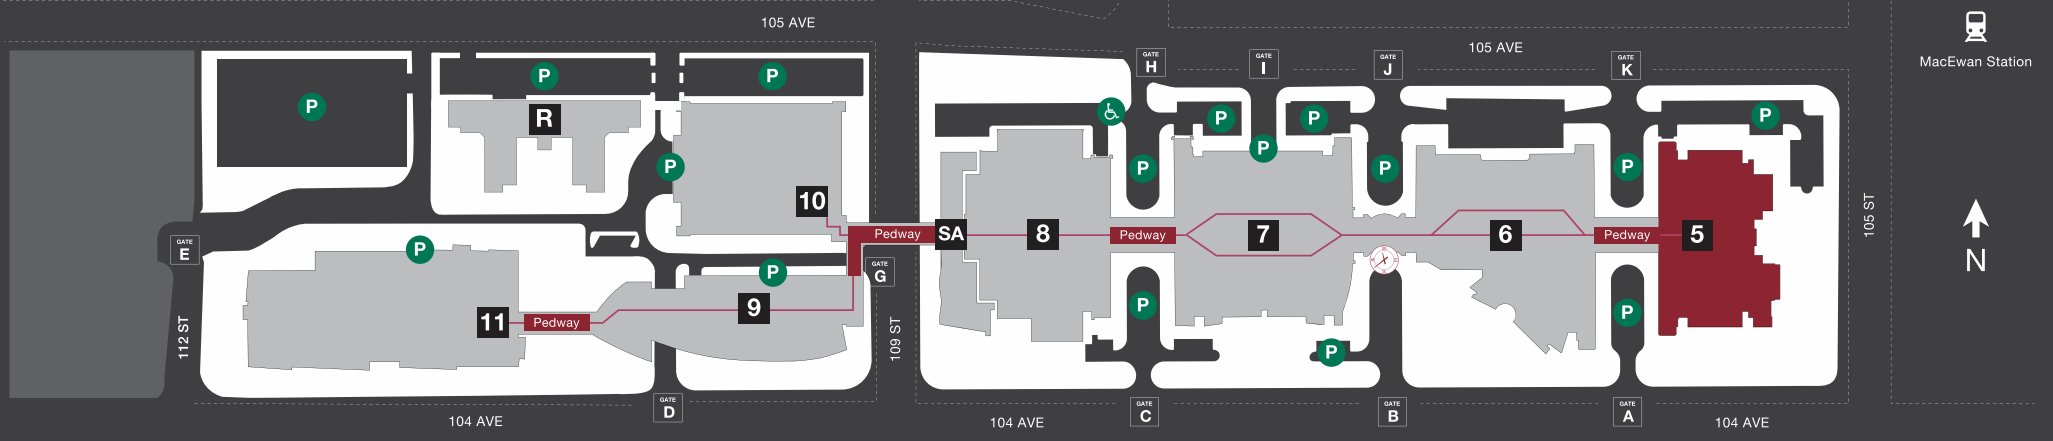 105 AVE
105 AVE
MacEwan Station
GATE
H
GATE
I
GATE
J
GATE
K
P
P
P
P
P
P
P
R
P
P
P
P
10
Pedway
SA
8
Pedway
7
6
Pedway
5
105 ST
N
GATE
E
P
GATE
G
P
9
11
Pedway
P
P
P
112 ST
109 ST
GATE
D
GATE
C
GATE
B
GATE
A
104 AVE
104 AVE
104 AVE